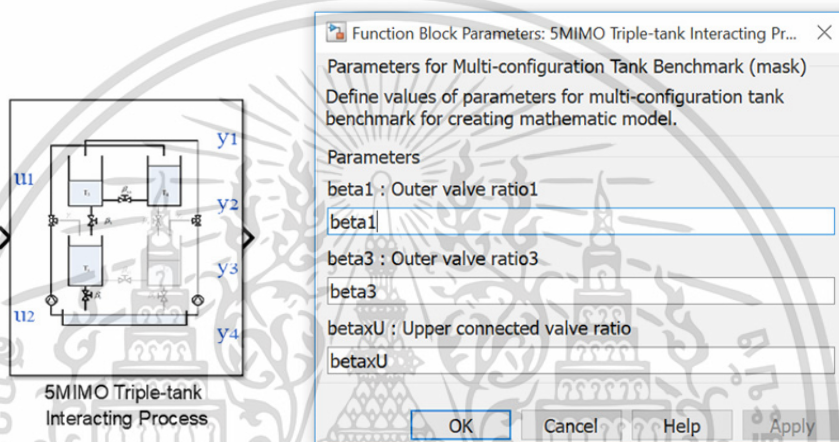 Function Block Parameters: 5MIMO Triple-tank Interacting Pr...
Parameters for Multi-configuration Tank Benchmark (mask)
Define values of parameters for multi-configuration tank
benchmark for creating mathematic model.
Parameters
beta1 : Outer valve ratio1
beta1
beta3 : Outer valve ratio3
beta3
betaxU : Upper connected valve ratio
betaxU
OK Cancel Help Apply
u1
u2
y1
y2
y3
y4
5MIMO Triple-tank
Interacting Process